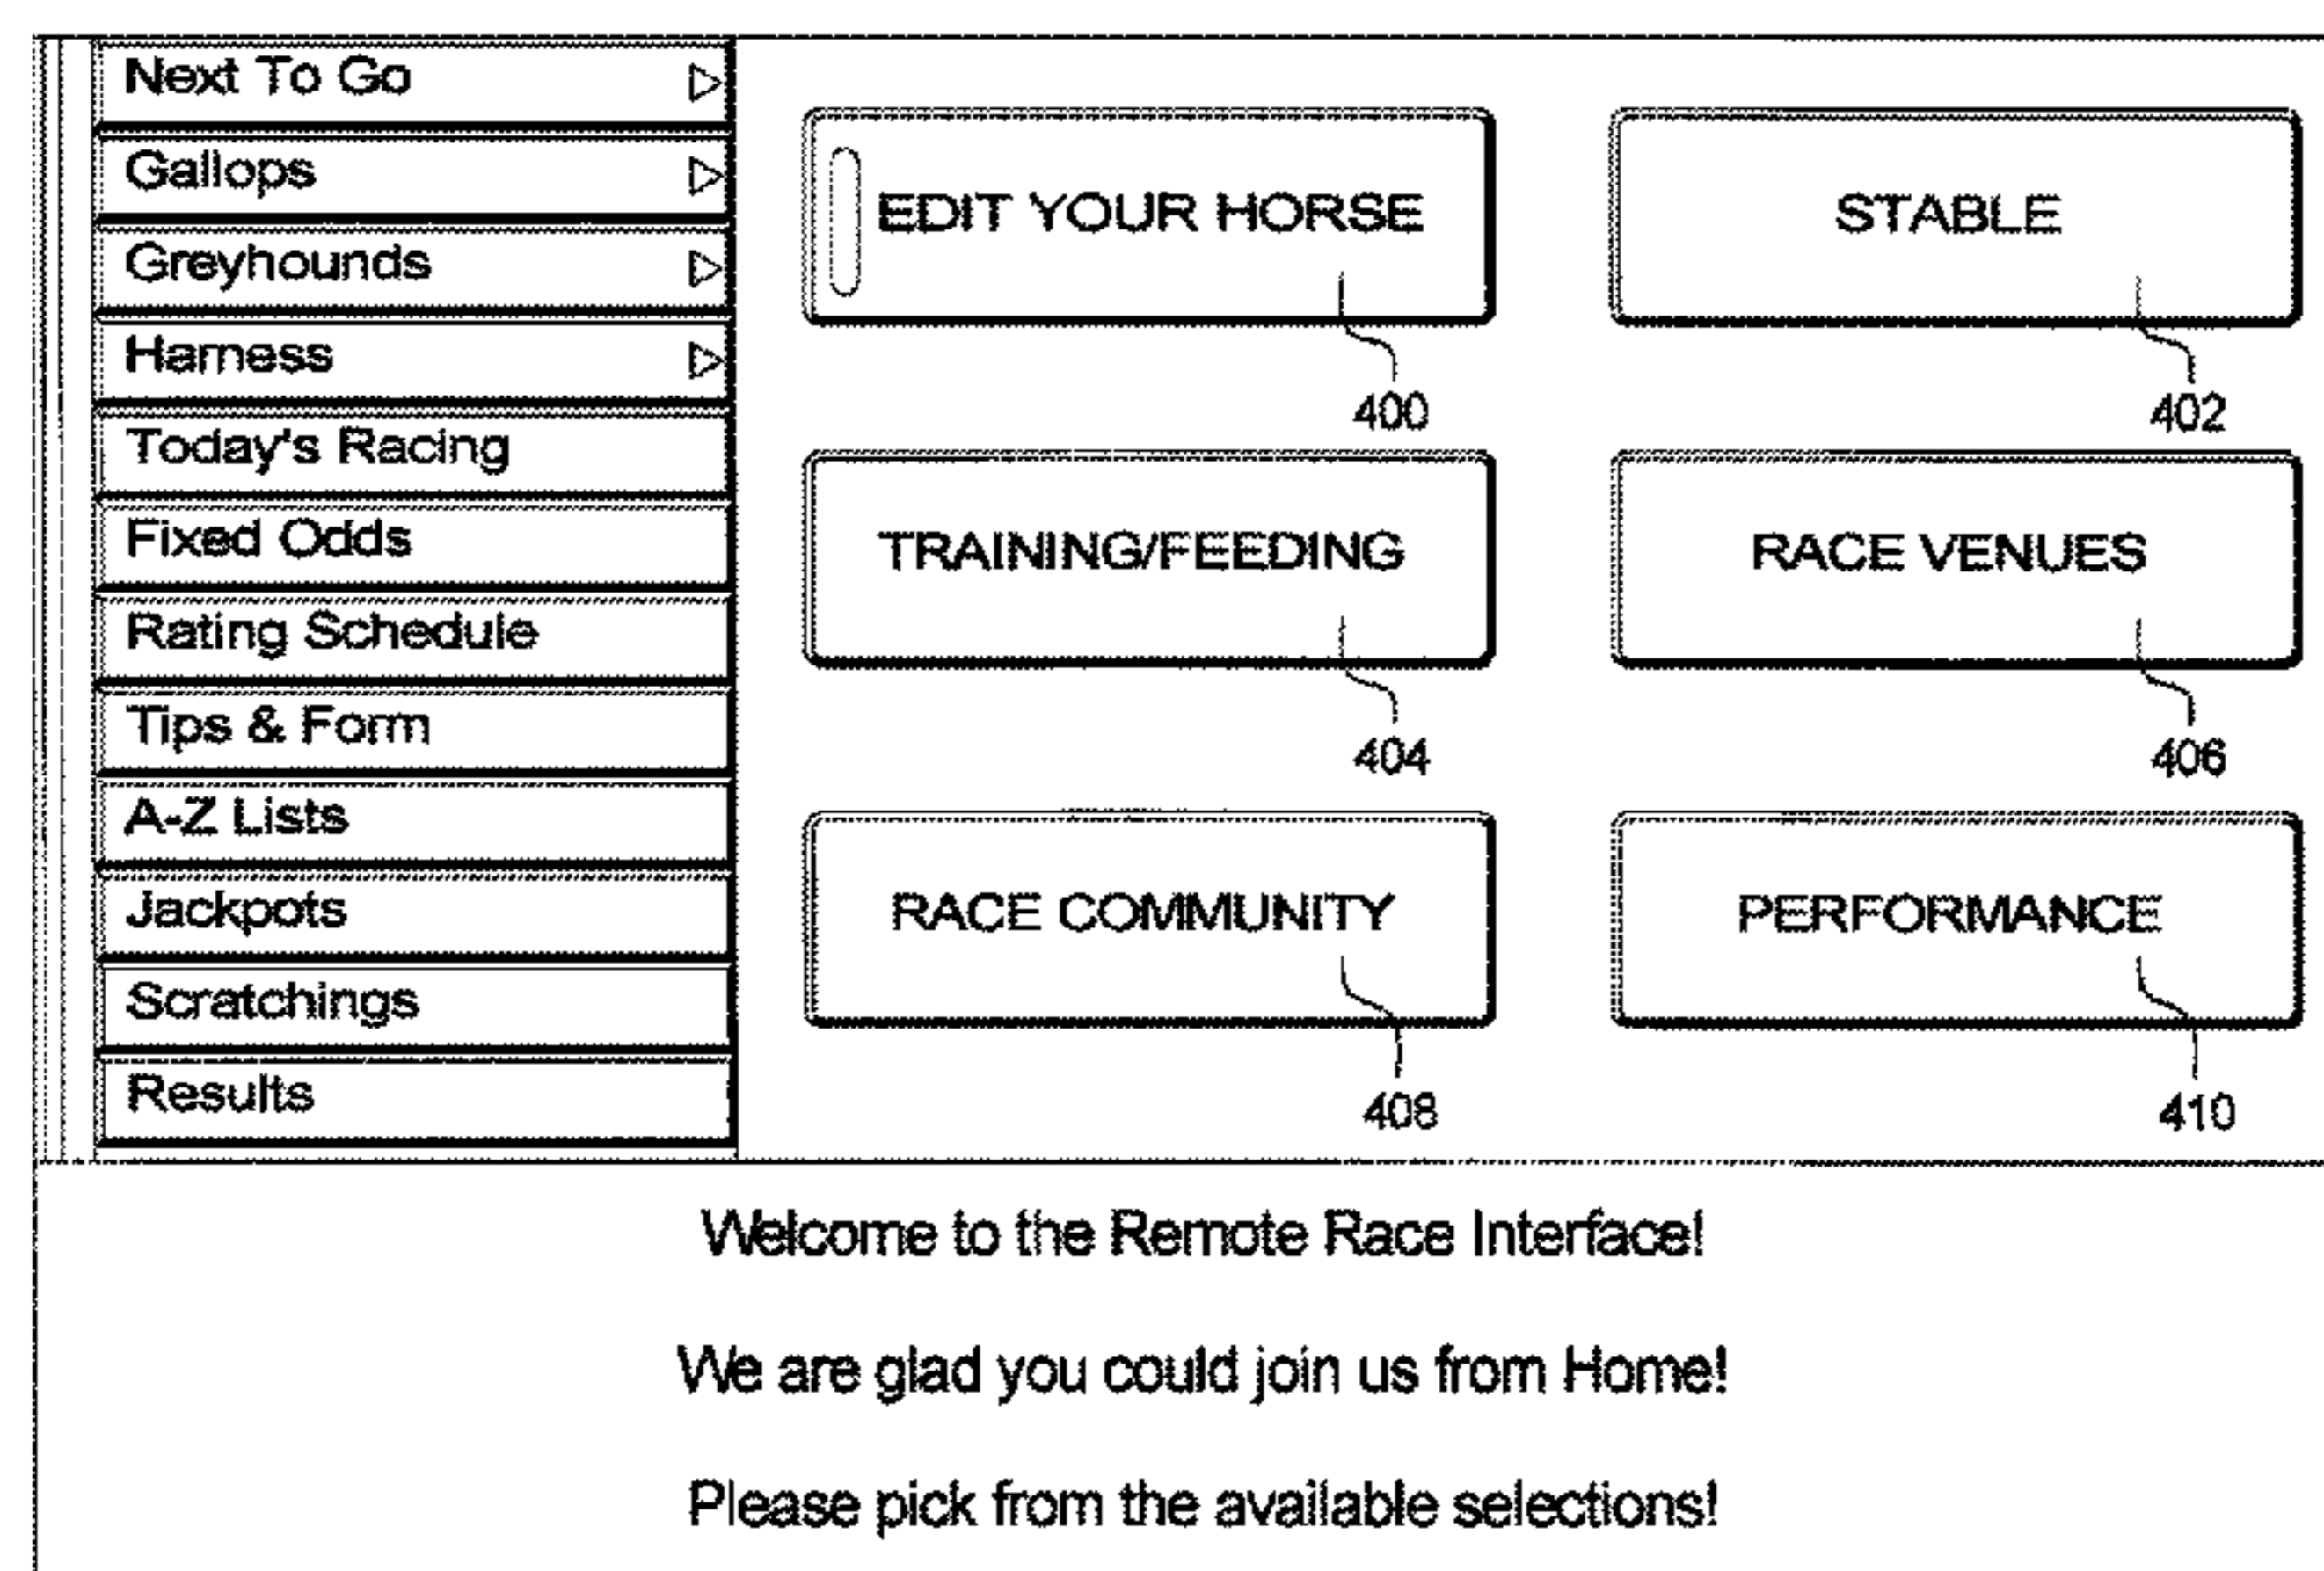 Next To Go
Gallops
Greyhounds
Harness
Today's Racing
Fixed Odds
Rating Schedule
Tips & Form
A-Z Lists
Jackpots
Scratchings
Results
EDIT YOUR HORSE
400
STABLE
402
TRAINING/FEEDING
404
RACE VENUES
406
RACE COMMUNITY
408
PERFORMANCE
410
Welcome to the Remote Race Interface!
We are glad you could join us from Home!
Please pick from the available selections!